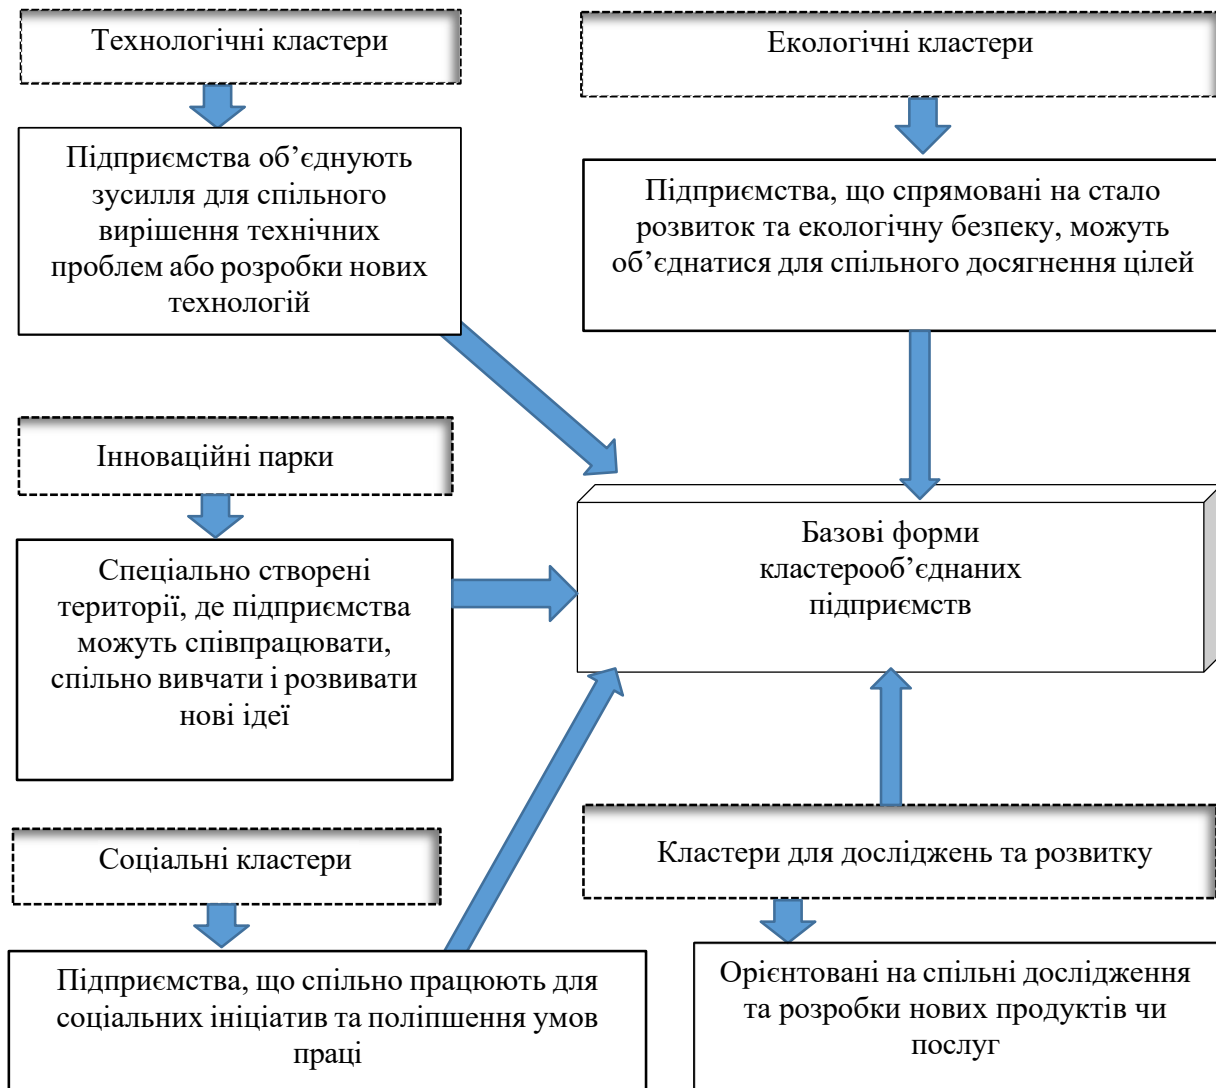 Технологічні кластери
Підприємства об’єднують
зусилля для спільного
вирішення технічних
проблем або розробки нових
технологій
Екологічні кластери
Підприємства, що спрямовані на стало
розвиток та екологічну безпеку, можуть
об’єднатися для спільного досягнення цілей
Інноваційні парки
Спеціально створені
території, де підприємства
можуть співпрацювати,
спільно вивчати і розвивати
нові ідеї
Базові форми
кластерооб’єднаних
підприємств
Соціальні кластери
Підприємства, що спільно працюють для
соціальних ініціатив та поліпшення умов
праці
Кластери для досліджень та розвитку
Орієнтовані на спільні дослідження
та розробки нових продуктів чи
послуг